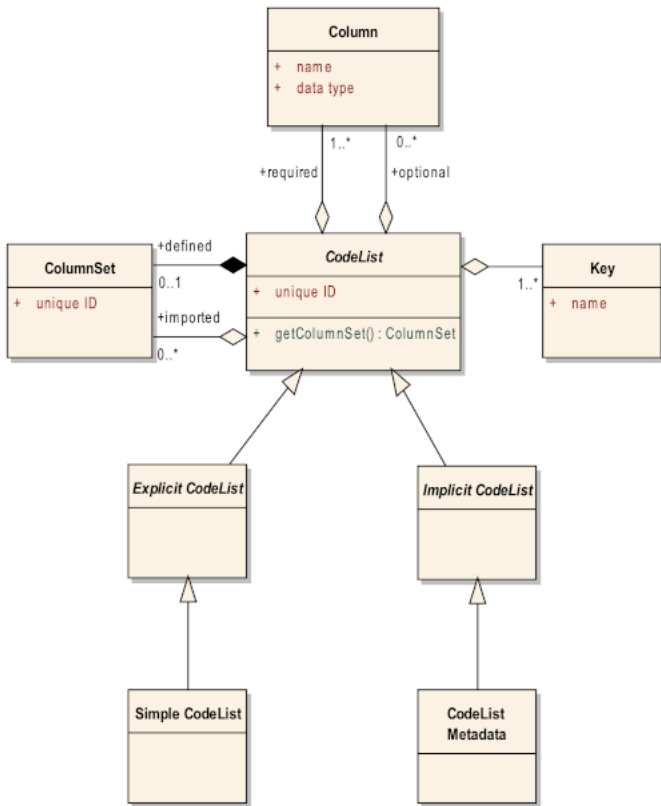 Column
+ name
+ data type
1..*
0..*
+required
+optional
+defined
0..1
+imported
0..*
ColumnSet
+ unique ID
CodeList
+ unique ID
+ getColumnSet() : ColumnSet
1..*
Key
+ name
Explicit CodeList
Implicit CodeList
Simple CodeList
CodeList
Metadata